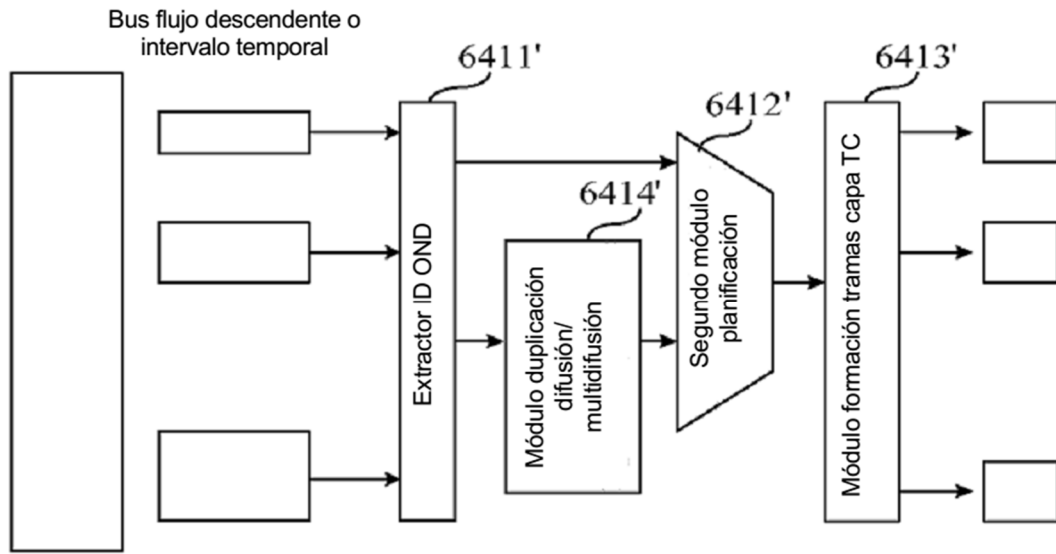 Bus flujo descendente o
intervalo temporal
6411'
6413'
6412'
6414'
Extractor ID OND
Módulo duplicación
difusión/
multidifusión
Segundo módulo
planificación
Módulo formación tramas capa TC